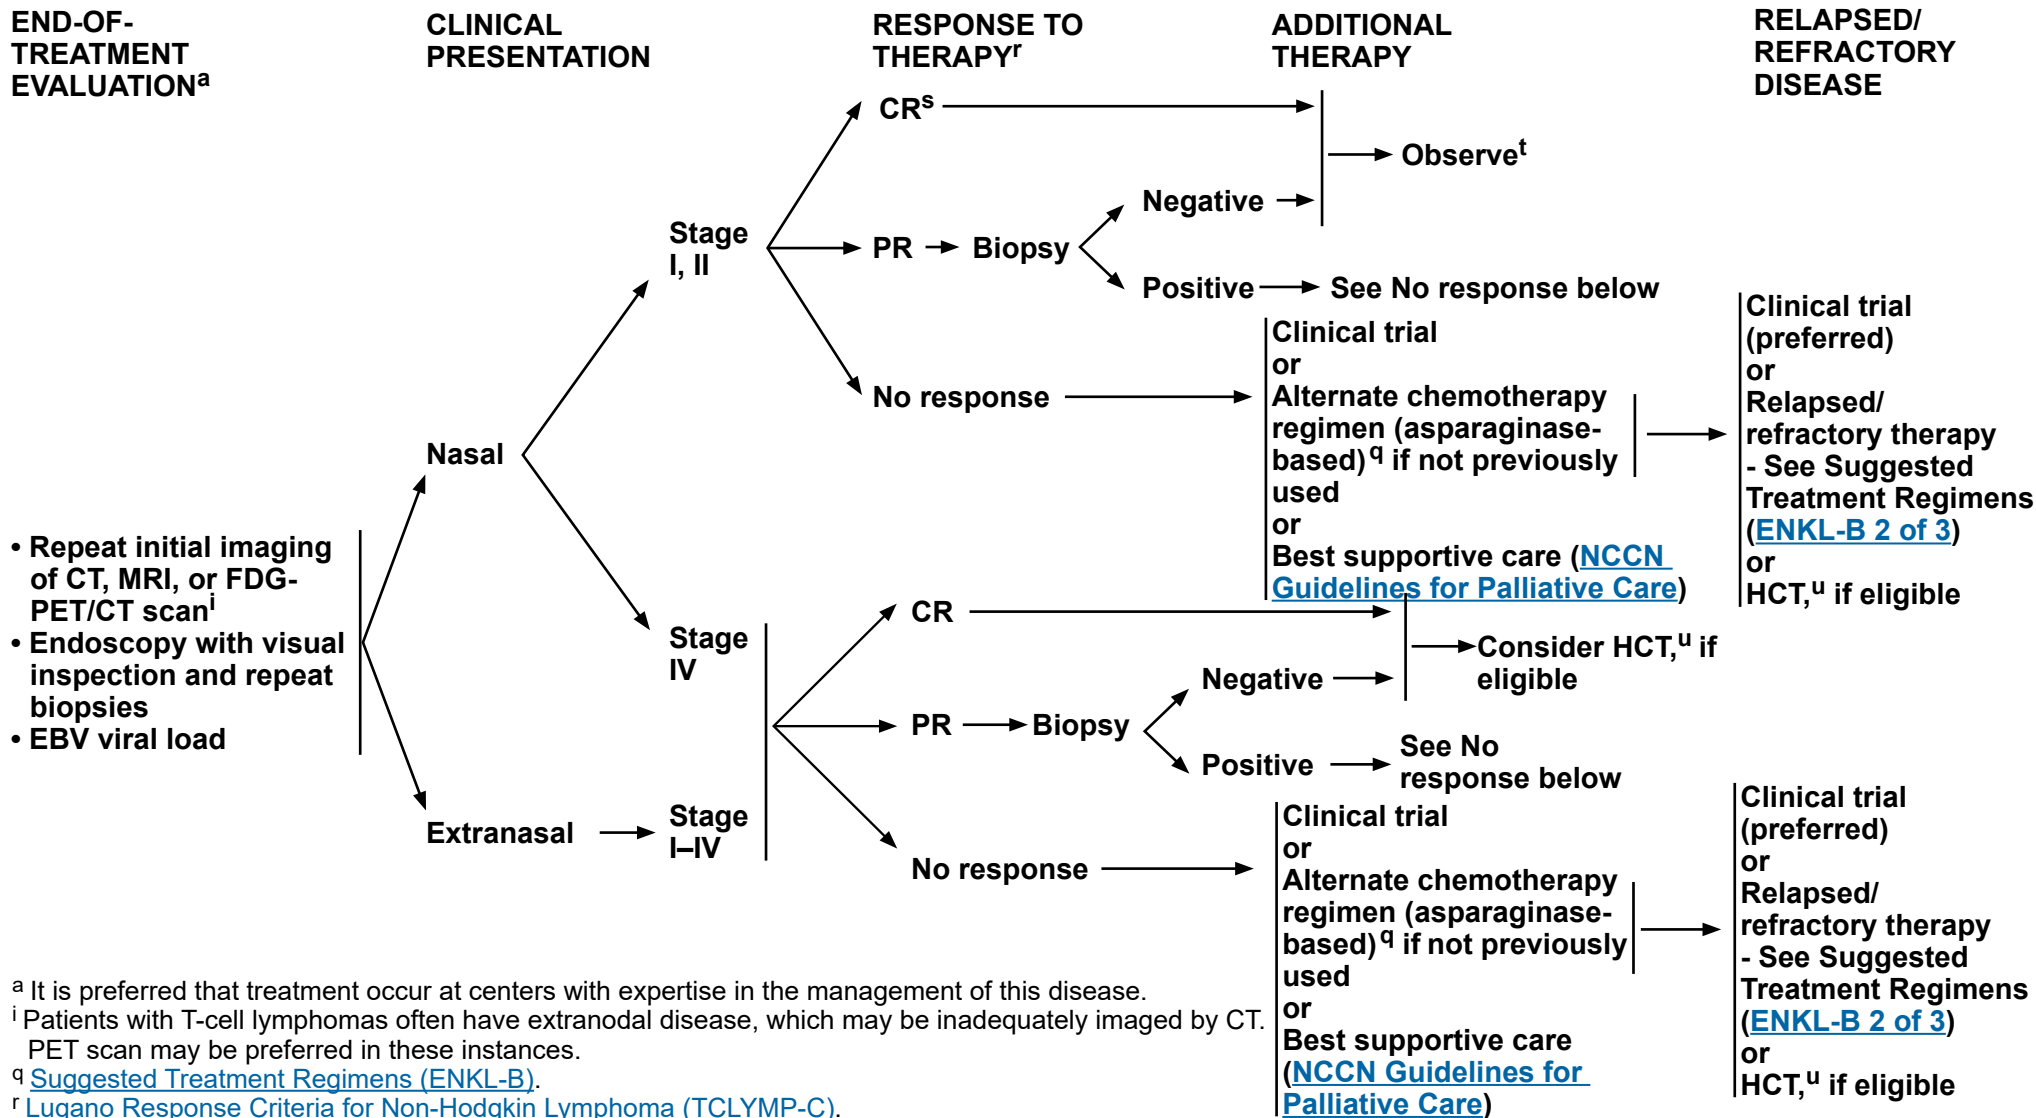 END-OF-
TREATMENT
EVALUATIONa
CLINICAL
PRESENTATION
RESPONSE TO
THERAPYr
ADDITIONAL
THERAPY
RELAPSED/
REFRACTORY
DISEASE
• Repeat initial imaging
of CT, MRI, or FDG-
PET/CT scani
• Endoscopy with visual
inspection and repeat
biopsies
• EBV viral load
Nasal
Extranasal
Stage
I, II
Stage
IV
Stage
I–IV
CRs
Observet
PR
Biopsy
Negative
Positive
See No response below
No response
Clinical trial
or
Alternate chemotherapy
regimen (asparaginase-
based)q if not previously
used
or
Best supportive care (NCCN
Guidelines for Palliative Care)
Clinical trial
(preferred)
or
Relapsed/
refractory therapy
- See Suggested
Treatment Regimens
(ENKL-B 2 of 3)
or
HCT,u if eligible
CR
Consider HCT,u if
eligible
PR
Biopsy
Negative
Positive
See No
response below
No response
Clinical trial
or
Alternate chemotherapy
regimen (asparaginase-
based)q if not previously
used
or
Best supportive care
(NCCN Guidelines for
Palliative Care)
Clinical trial
(preferred)
or
Relapsed/
refractory therapy
- See Suggested
Treatment Regimens
(ENKL-B 2 of 3)
or
HCT,u if eligible
a It is preferred that treatment occur at centers with expertise in the management of this disease.
i Patients with T-cell lymphomas often have extranodal disease, which may be inadequately imaged by CT.
PET scan may be preferred in these instances.
q Suggested Treatment Regimens (ENKL-B).
r Lugano Response Criteria for Non-Hodgkin Lymphoma (TCLYMP-C).